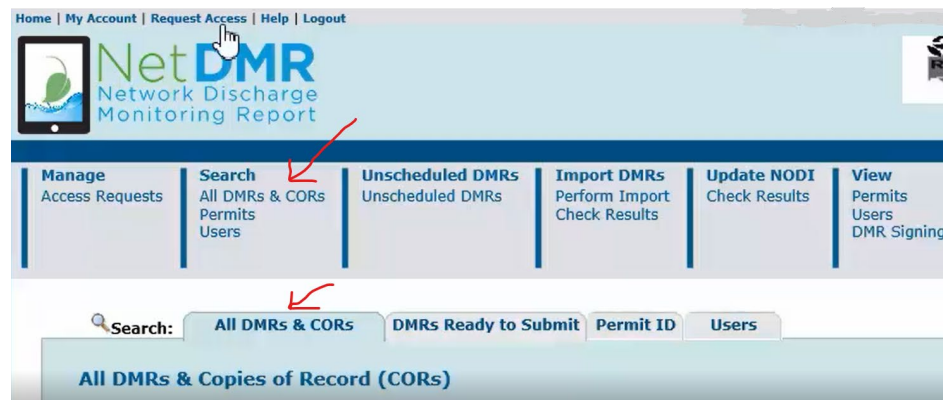 Home | My Account | Request Access | Help | Logout
NetDMR
Network Discharge
Monitoring Report
Manage
Access Requests
Search
All DMRs & CORs
Permits
Users
Unscheduled DMRs
Unscheduled DMRs
Import DMRs
Perform Import
Check Results
Update NODI
Check Results
View
Permits
Users
DMR Signing
Search: All DMRs & CORs DMRs Ready to Submit Permit ID Users
All DMRs & Copies of Record (CORs)